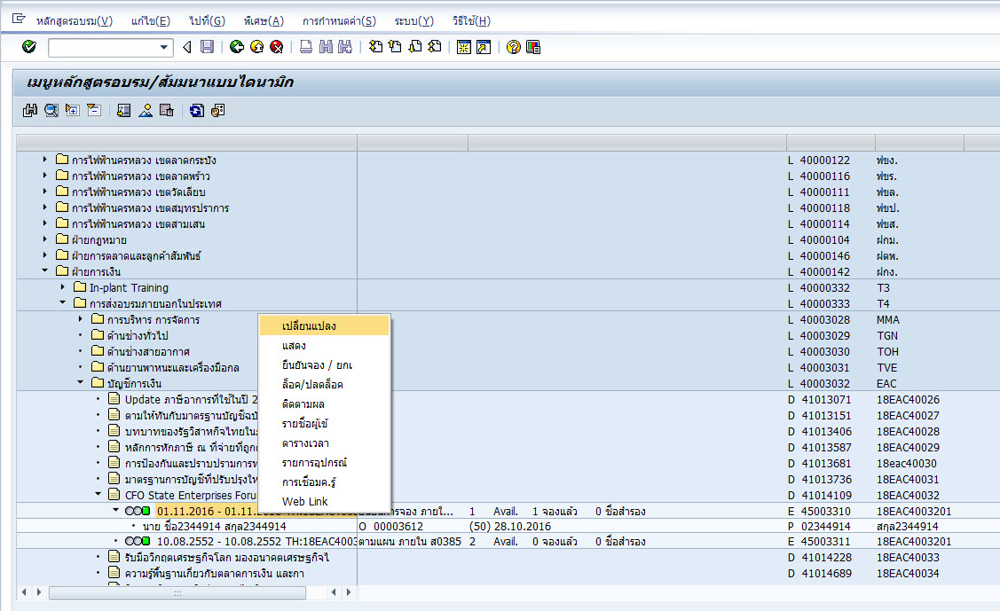 หลักสูตรอบรม(V) แก้ไข(E) ไปที่(G) พิเศษ(A) การกำหนดค่า(S) ระบบ(Y) วิธีใช้(H)
เมนูหลักสูตรอบรม/สัมมนาแบบไดนามิก
การไฟฟ้านครหลวง เขตลาดกระบัง L 40000122 ฟขง.
การไฟฟ้านครหลวง เขตลาดพร้าว L 40000116 ฟขร.
การไฟฟ้านครหลวง เขตวัดเลียบ L 40000111 ฟขล.
การไฟฟ้านครหลวง เขตสมุทรปราการ L 40000118 ฟขป.
การไฟฟ้านครหลวง เขตสามเสน L 40000114 ฟขส.
ฝ่ายกฎหมาย L 40000104 ฝกม.
ฝ่ายการตลาดและลูกค้าสัมพันธ์ L 40000146 ฝตพ.
ฝ่ายการเงิน L 40000142 ฝกง.
In-plant Training L 40000332 T3
การส่งอบรมภายนอกในประเทศ L 40000333 T4
การบริหาร การจัดการ L 40003028 MMA
ด้านช่างทั่วไป L 40003029 TGN
ด้านช่างสายอากาศ L 40003030 TOH
ด้านยานพาหนะและเครื่องมือกล L 40003031 TVE
บัญชีการเงิน L 40003032 EAC
Update ภาษีอาการที่ใช้ในปี 2 D 41013071 18EAC40026
ตามให้ทันกับมาตรฐานบัญชีฉบั D 41013151 18EAC40027
บทบาทของรัฐวิสาหกิจไทยใน D 41013406 18EAC40028
หลักการหักภาษี ณ ที่จ่ายที่ถูก D 41013587 18EAC40029
การป้องกันและปราบปรามการ D 41013681 18eac40030
มาตรฐานการบัญชีที่ปรับปรุงให D 41013736 18EAC40031
CFO State Enterprises Foru D 41014109 18EAC40032
01.11.2016 - 01.11. ภายใ... 1 Avail. 1 จองแล้ว 0 ชื่อสำรอง E 45003310 18EAC4003201
นาย ชื่อ2344914 สกุล2344914 O 00003612 (50) 28.10.2016 P 02344914 สกุล2344914
10.08.2552 - 10.08.2552 TH:18EAC4003 ตามแผน ภายใน ส0385 2 Avail. 0 จองแล้ว 0 ชื่อสำรอง E 45003311 18EAC4003201
รับมือวิกฤตเศรษฐกิจโลก มองอนาคตเศรษฐกิจไ D 41014228 18EAC40033
ความรู้พื้นฐานเกี่ยวกับตลาดการเงิน และกา D 41014689 18EAC40034
เปลี่ยนแปลง
แสดง
ยืนยันจอง / ยกเ
ล็อค/ปลดล็อค
ติดตามผล
รายชื่อผู้เข้
ตารางเวลา
รายการอุปกรณ์
การเชื่อมค.รู้
Web Link